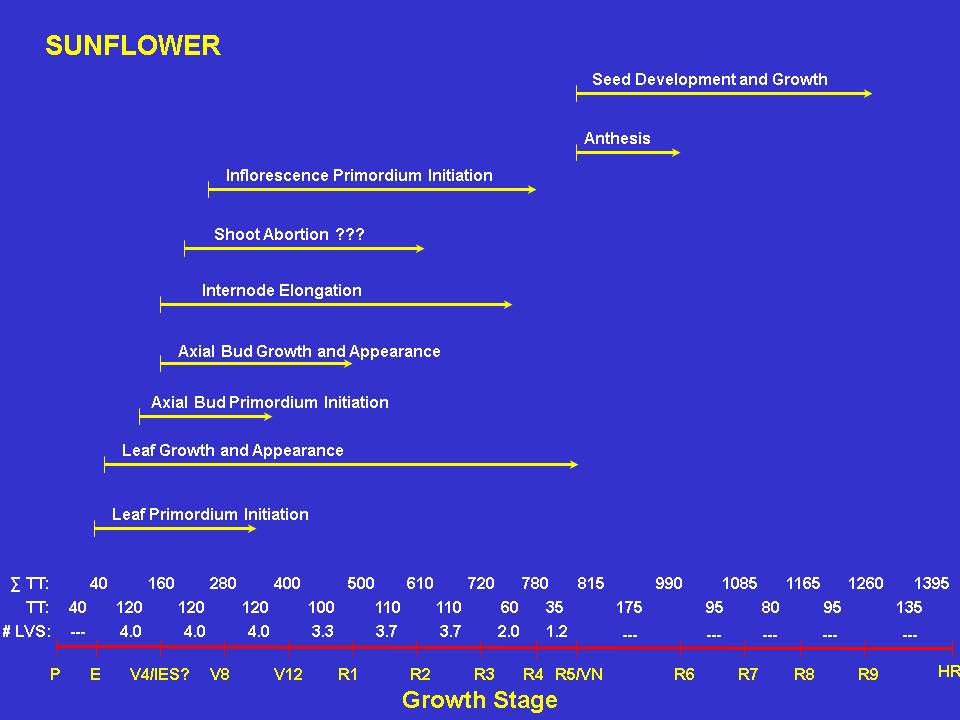 SUNFLOWER
Seed Development and Growth
Anthesis
Inflorescence Primordium Initiation
Shoot Abortion ???
Internode Elongation
Axial Bud Growth and Appearance
Axial Bud Primordium Initiation
Leaf Growth and Appearance
Leaf Primordium Initiation
∑ TT: 40 160 280 400 500 610 720 780 815 990 1085 1165 1260 1395
TT: 40 120 120 120 100 110 110 60 35 175 95 80 95 135
# LVS: --- 4.0 4.0 4.0 3.3 3.7 3.7 2.0 1.2 --- --- --- --- ---
P E V4/IES? V8 V12 R1 R2 R3 R4 R5/VN R6 R7 R8 R9 HR
Growth Stage